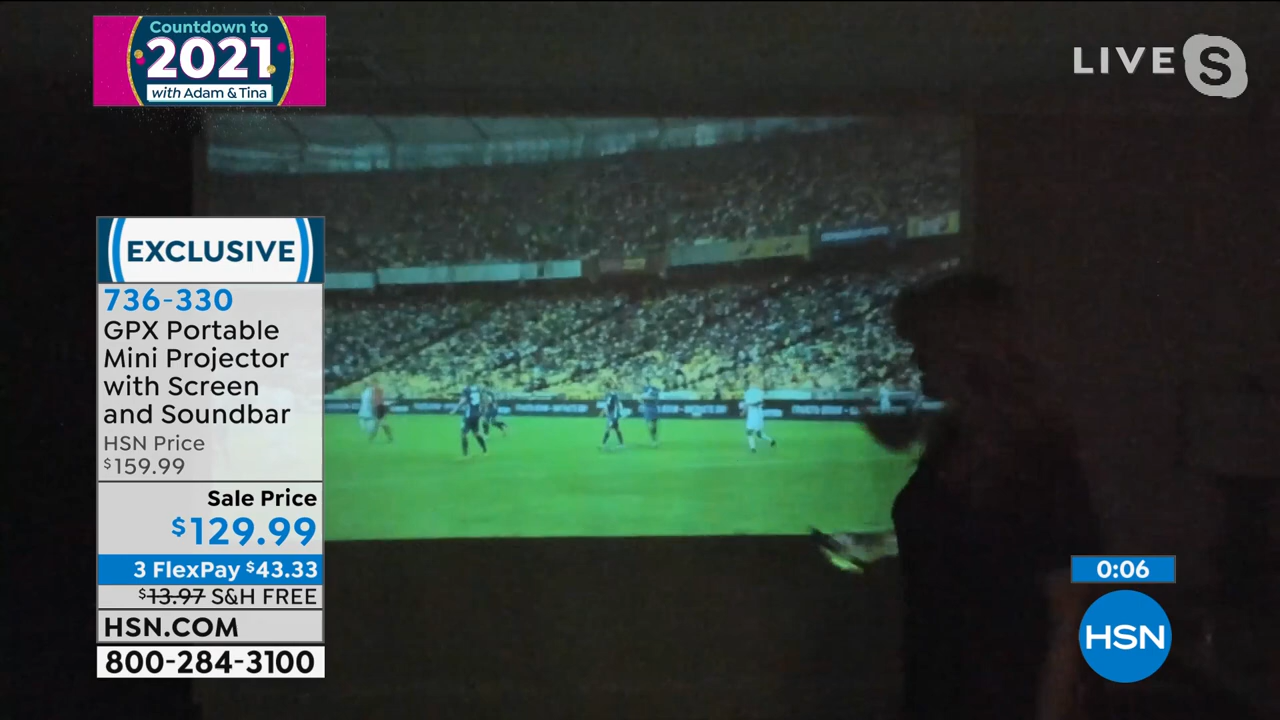 Countdown to
2021
with Adam & Tina
LIVE S
EXCLUSIVE
736-330
GPX Portable
Mini Projector
with Screen
and Soundbar
HSN Price
$159.99
Sale Price
$129.99
3 FlexPay $43.33
$13.97 S&H FREE
HSN.COM
800-284-3100
0:06
HSN